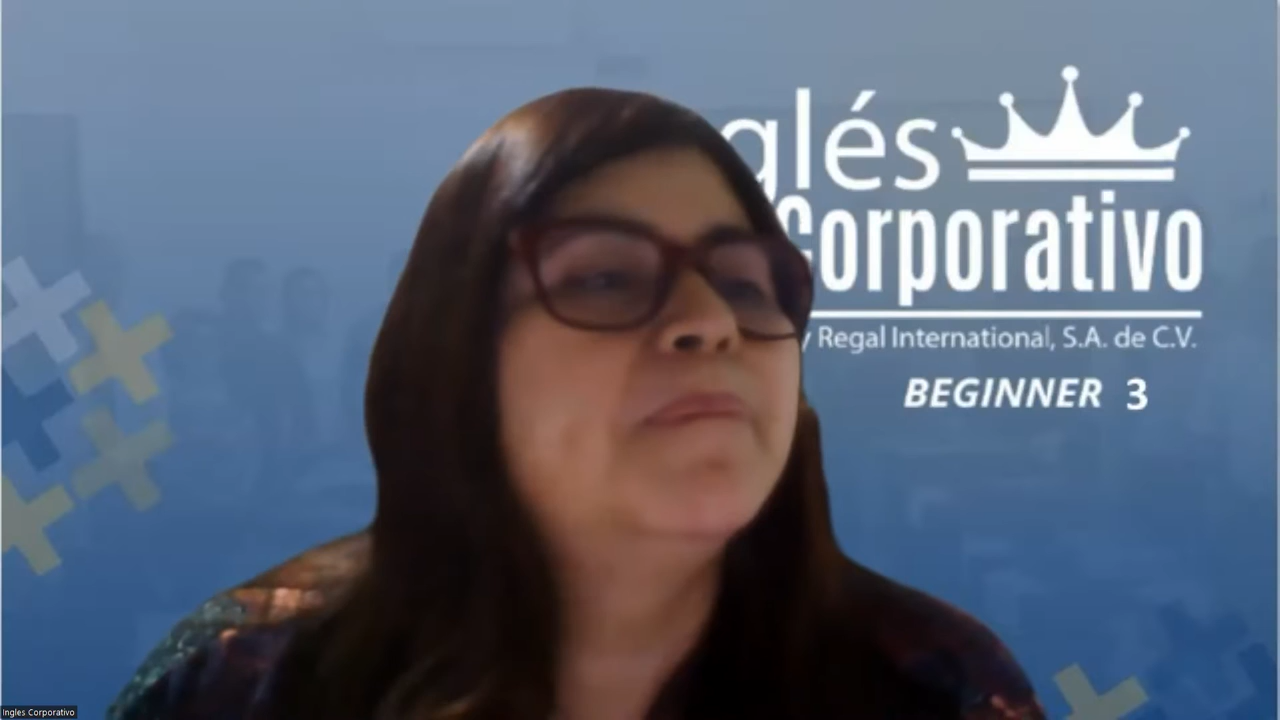 glés
Corporativo
y Regal International, S.A. de C.V.
BEGINNER 3
Ingles Corporativo